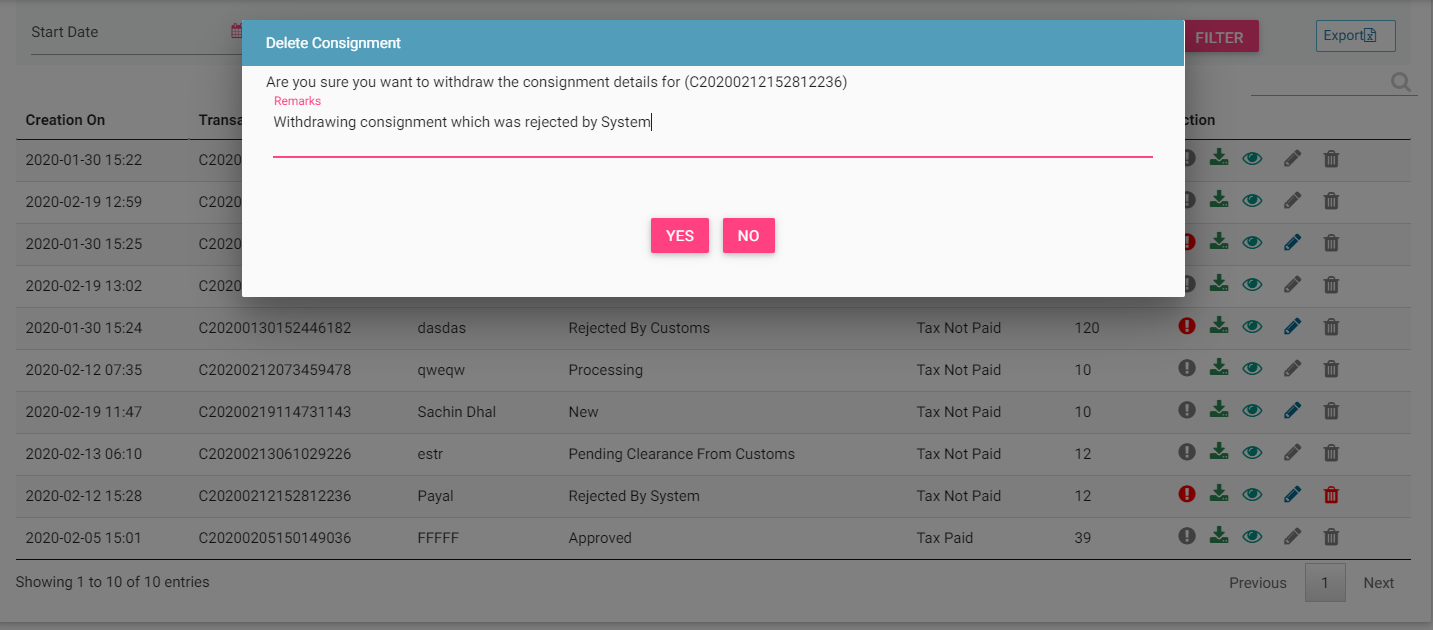 Start Date
Delete Consignment
FILTER
Export
Are you sure you want to withdraw the consignment details for (C20200212152812236)
Remarks
Withdrawing consignment which was rejected by System
YES NO
Creation On Transa ction
2020-01-30 15:22 C2020
2020-02-19 12:59 C2020
2020-01-30 15:25 C2020
2020-02-19 13:02 C2020
2020-01-30 15:24 C20200130152446182 dasdas Rejected By Customs Tax Not Paid 120
2020-02-12 07:35 C20200212073459478 qweqw Processing Tax Not Paid 10
2020-02-19 11:47 C20200219114731143 Sachin Dhal New Tax Not Paid 10
2020-02-13 06:10 C20200213061029226 estr Pending Clearance From Customs Tax Not Paid 12
2020-02-12 15:28 C20200212152812236 Payal Rejected By System Tax Not Paid 12
2020-02-05 15:01 C20200205150149036 FFFFF Approved Tax Paid 39
Showing 1 to 10 of 10 entries Previous 1 Next